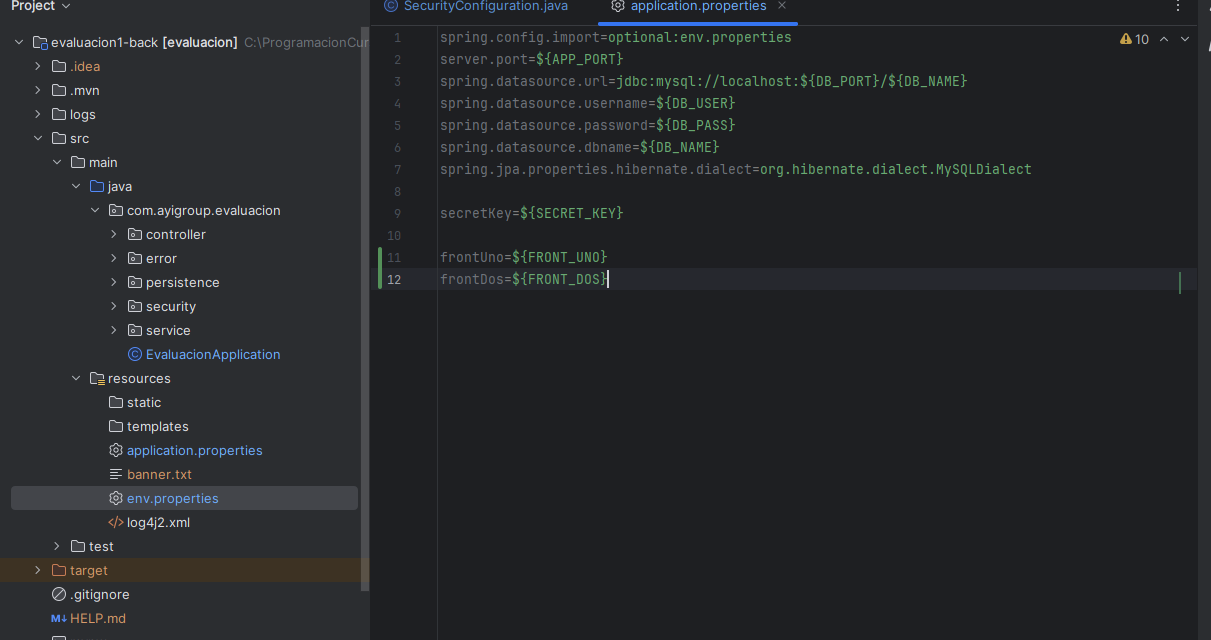 Project
evaluacion1-back [evaluacion] C:\ProgramacionCur
.idea
.mvn
logs
src
main
java
com.ayigroup.evaluacion
controller
error
persistence
security
service
EvaluacionApplication
resources
static
templates
application.properties
banner.txt
env.properties
log4j2.xml
test
target
.gitignore
M↓ HELP.md
SecurityConfiguration.java
application.properties
10
1 spring.config.import=optional:env.properties
2 server.port=${APP_PORT}
3 spring.datasource.url=jdbc:mysql://localhost:${DB_PORT}/${DB_NAME}
4 spring.datasource.username=${DB_USER}
5 spring.datasource.password=${DB_PASS}
6 spring.datasource.dbname=${DB_NAME}
7 spring.jpa.properties.hibernate.dialect=org.hibernate.dialect.MySQLDialect
8
9 secretKey=${SECRET_KEY}
10
11 frontUno=${FRONT_UNO}
12 frontDos=${FRONT_DOS}